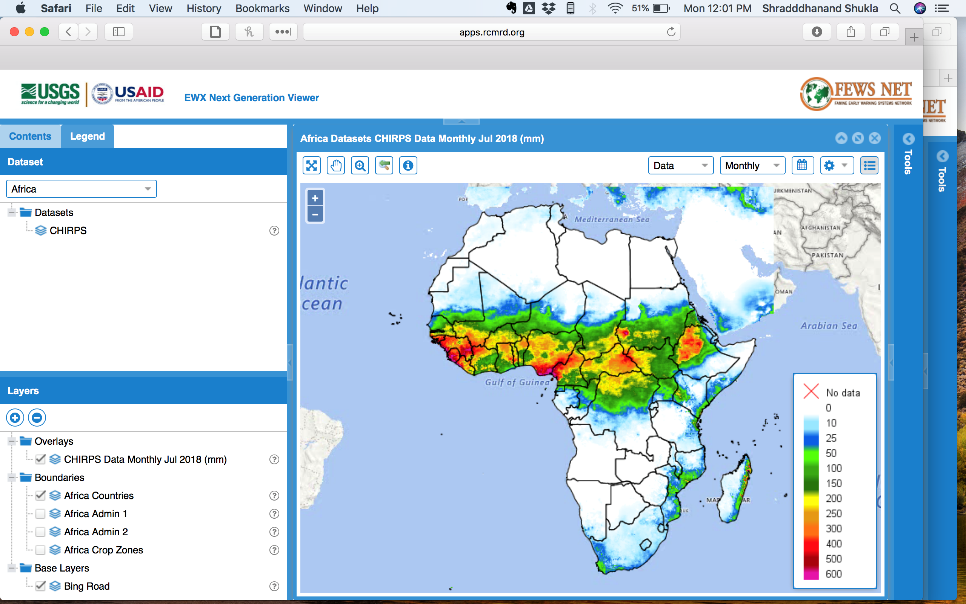 Safari File Edit View History Bookmarks Window Help 51% Mon 12:01 PM Shradddhanand Shukla
apps.rcmrd.org
USGS
science for a changing world
USAID
FROM THE AMERICAN PEOPLE
EWX Next Generation Viewer
FEWS NET
FAMINE EARLY WARNING SYSTEMS NETWORK
ET
NETWORK
Contents Legend
Africa Datasets CHIRPS Data Monthly Jul 2018 (mm)
Tools
Tools
Dataset
Africa
Data Monthly
Datasets
CHIRPS
+
−
Mediterranean Sea
AFGHANISTAN
PAKISTAN
OMAN
lantic
cean
Arabian Sea
Gulf of Guinea
Layers
Overlays
CHIRPS Data Monthly Jul 2018 (mm)
Boundaries
Africa Countries
Africa Admin 1
Africa Admin 2
Africa Crop Zones
Base Layers
Bing Road
No data
0
10
25
50
100
150
200
250
300
400
500
600